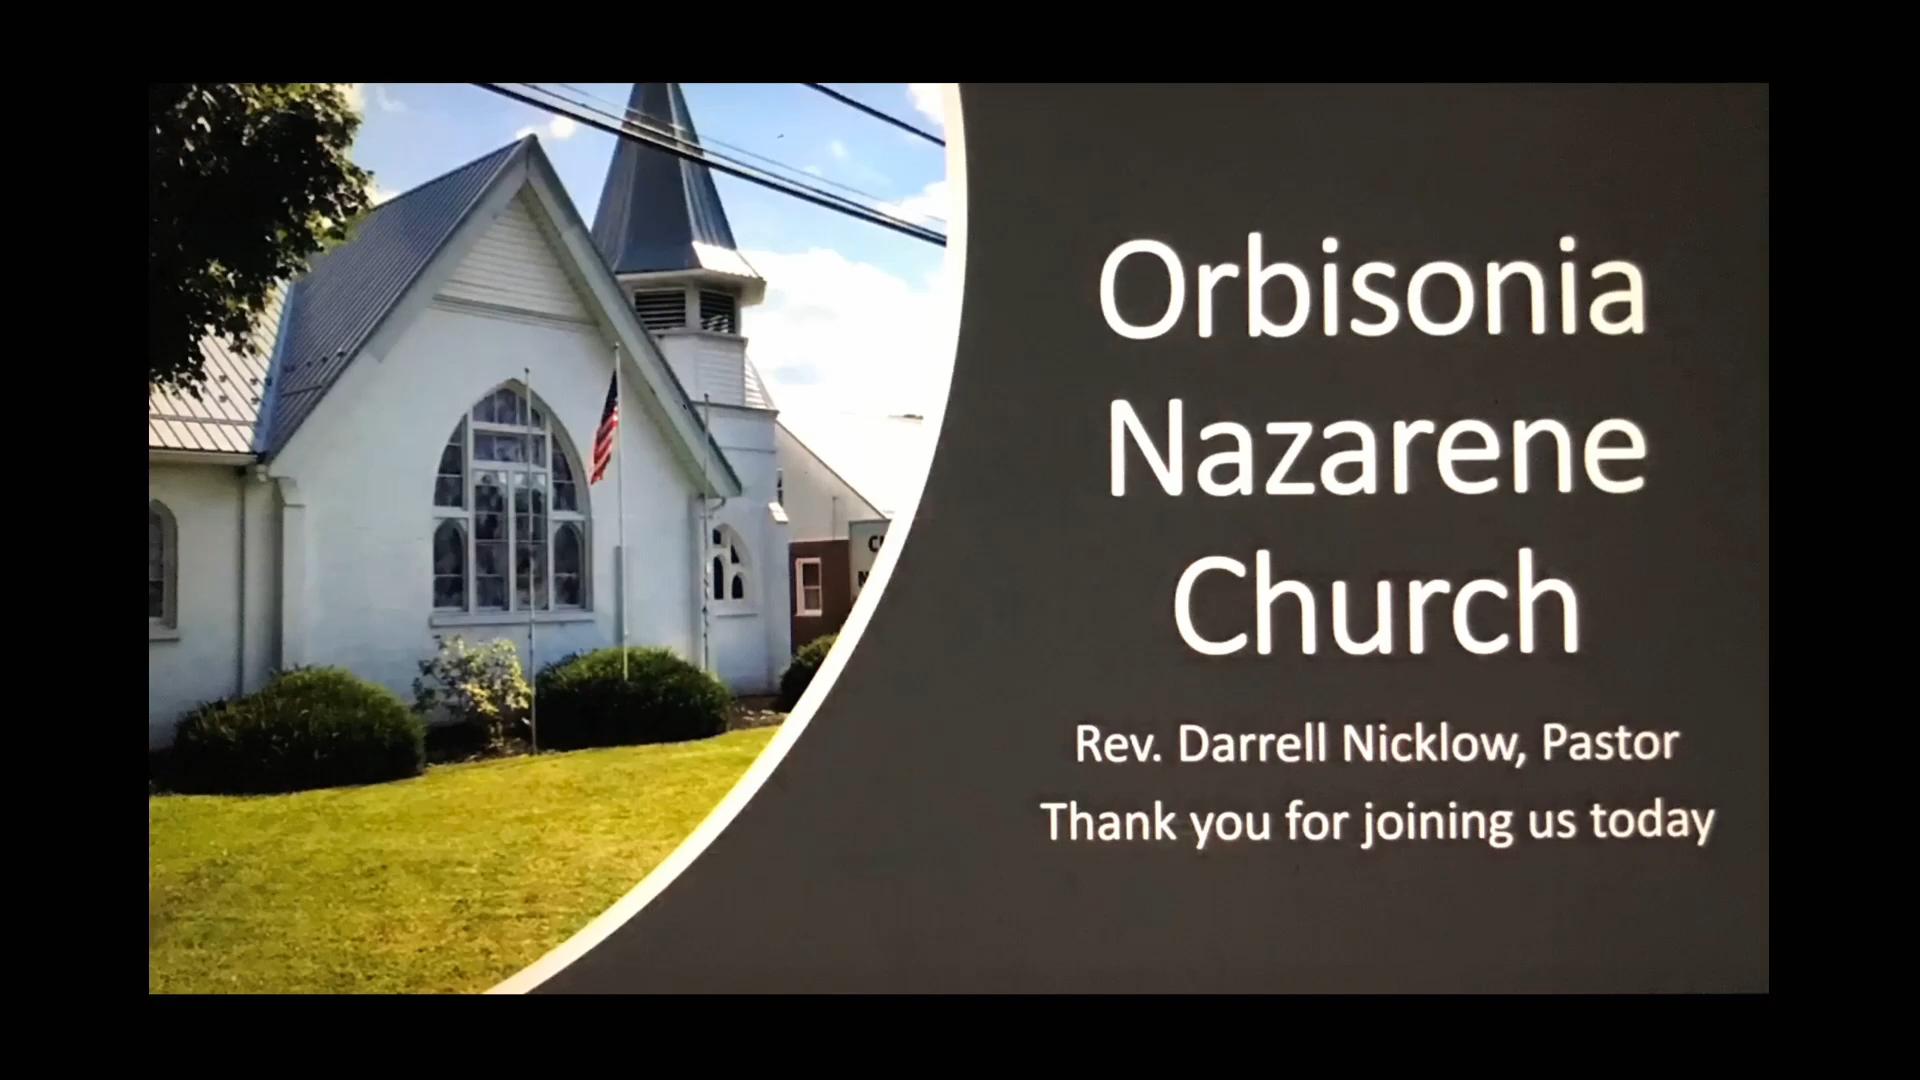 Orbisonia
Nazarene
Church
Rev. Darrell Nicklow, Pastor
Thank you for joining us today